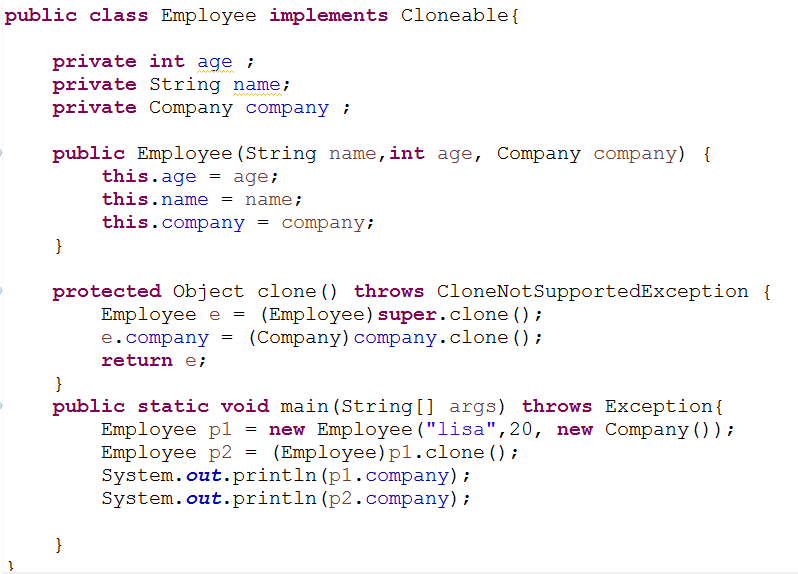 public class Employee implements Cloneable{
private int age ;
private String name;
private Company company ;
public Employee(String name,int age, Company company) {
this.age = age;
this.name = name;
this.company = company;
}
protected Object clone() throws CloneNotSupportedException {
Employee e = (Employee)super.clone();
e.company = (Company)company.clone();
return e;
}
public static void main(String[] args) throws Exception{
Employee p1 = new Employee("lisa",20, new Company());
Employee p2 = (Employee)p1.clone();
System.out.println(p1.company);
System.out.println(p2.company);
}
}